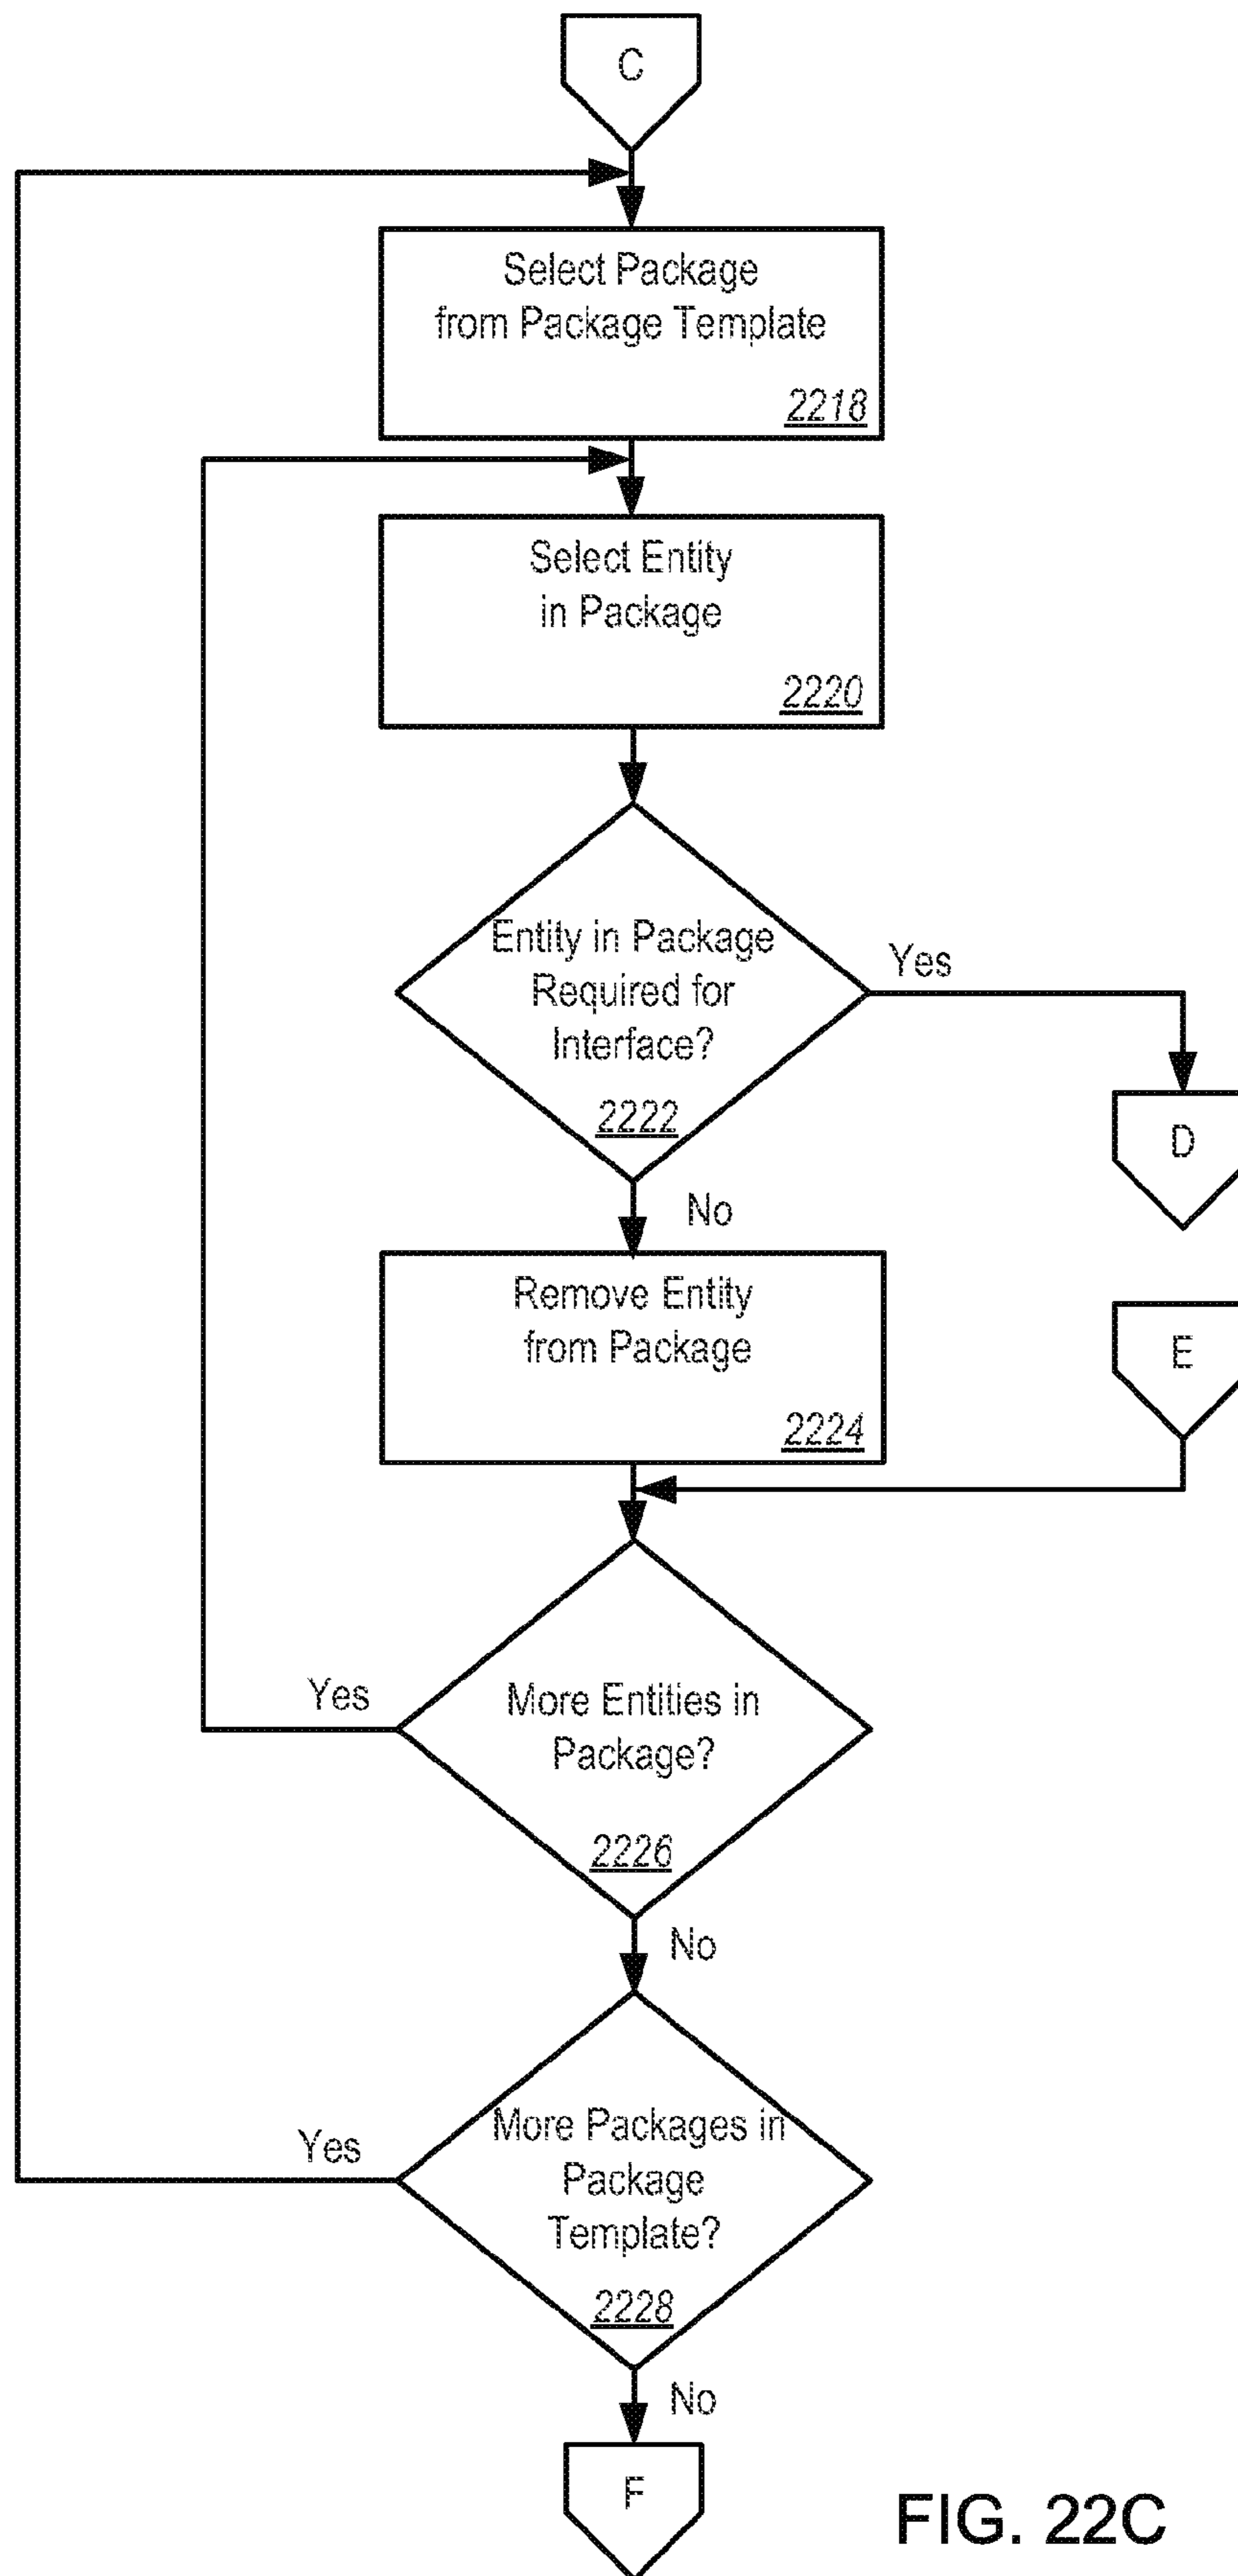 C
Select Package
from Package Template
2218
Select Entity
in Package
2220
Entity in Package
Required for
Interface?
2222
Yes
D
No
Remove Entity
from Package
2224
E
More Entities in
Package?
2226
Yes
No
More Packages in
Package
Template?
2228
Yes
No
F
FIG. 22C